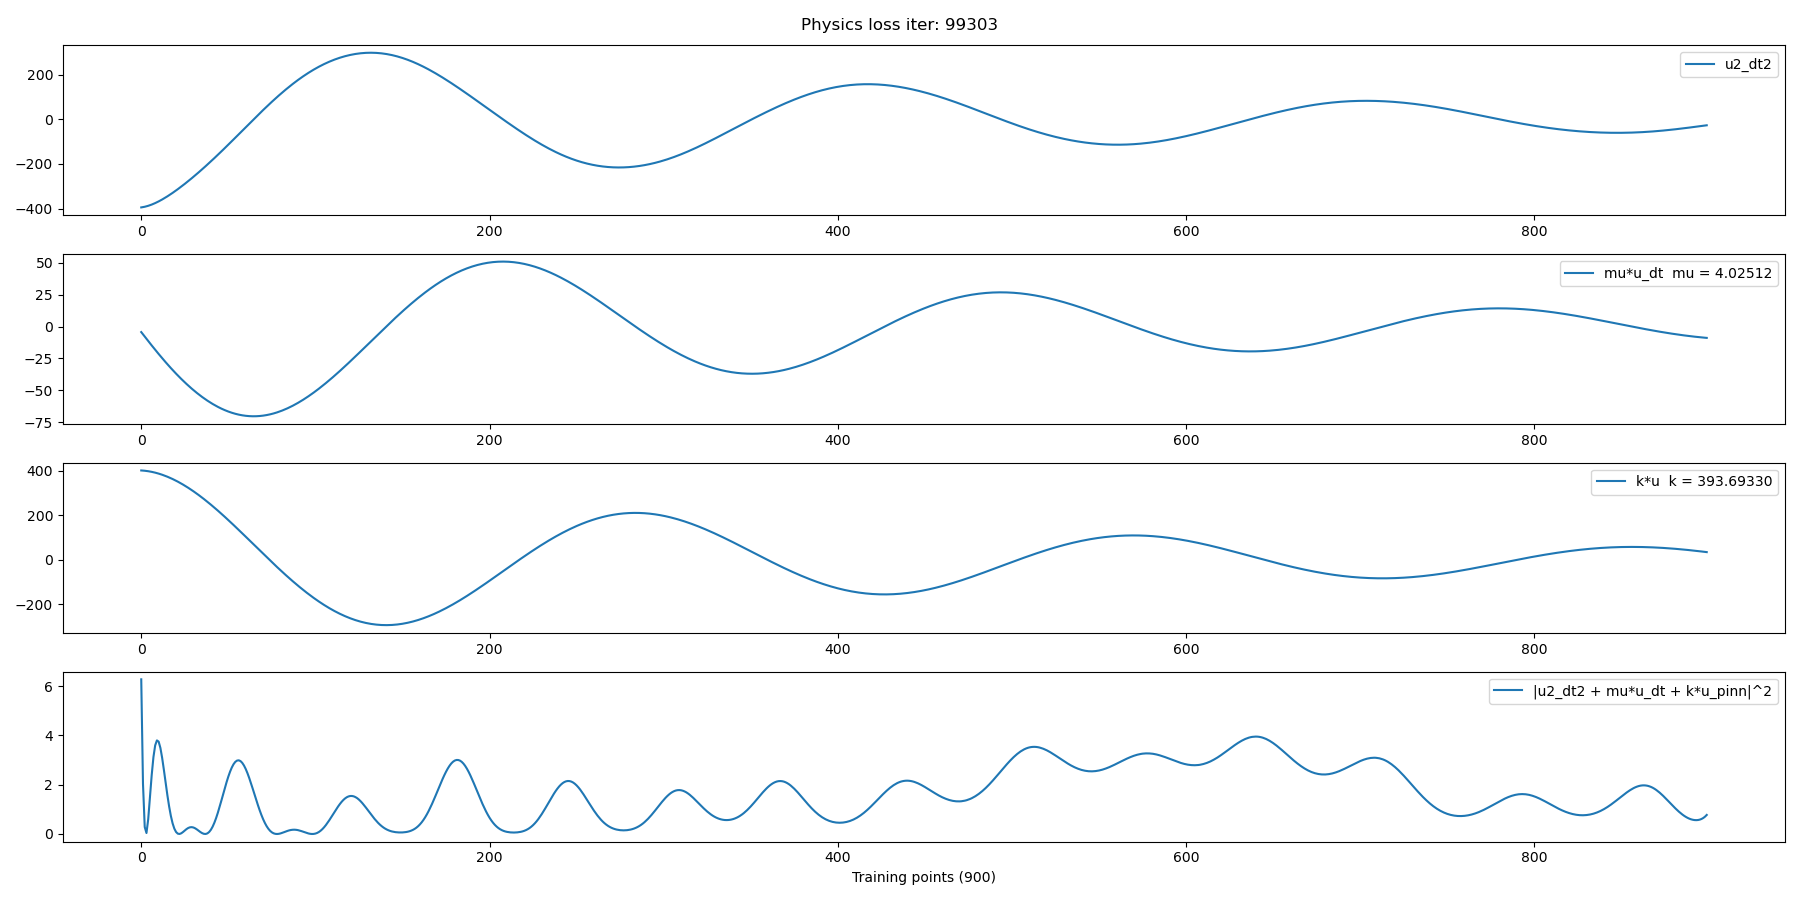 Physics loss iter: 99303
u2_dt2
200
0
−200
−400
0 200 400 600 800
mu*u_dt  mu = 4.02512
50
25
0
−25
−50
−75
0 200 400 600 800
k*u  k = 393.69330
400
200
0
−200
0 200 400 600 800
|u2_dt2 + mu*u_dt + k*u_pinn|^2
6
4
2
0
0 200 400 600 800
Training points (900)